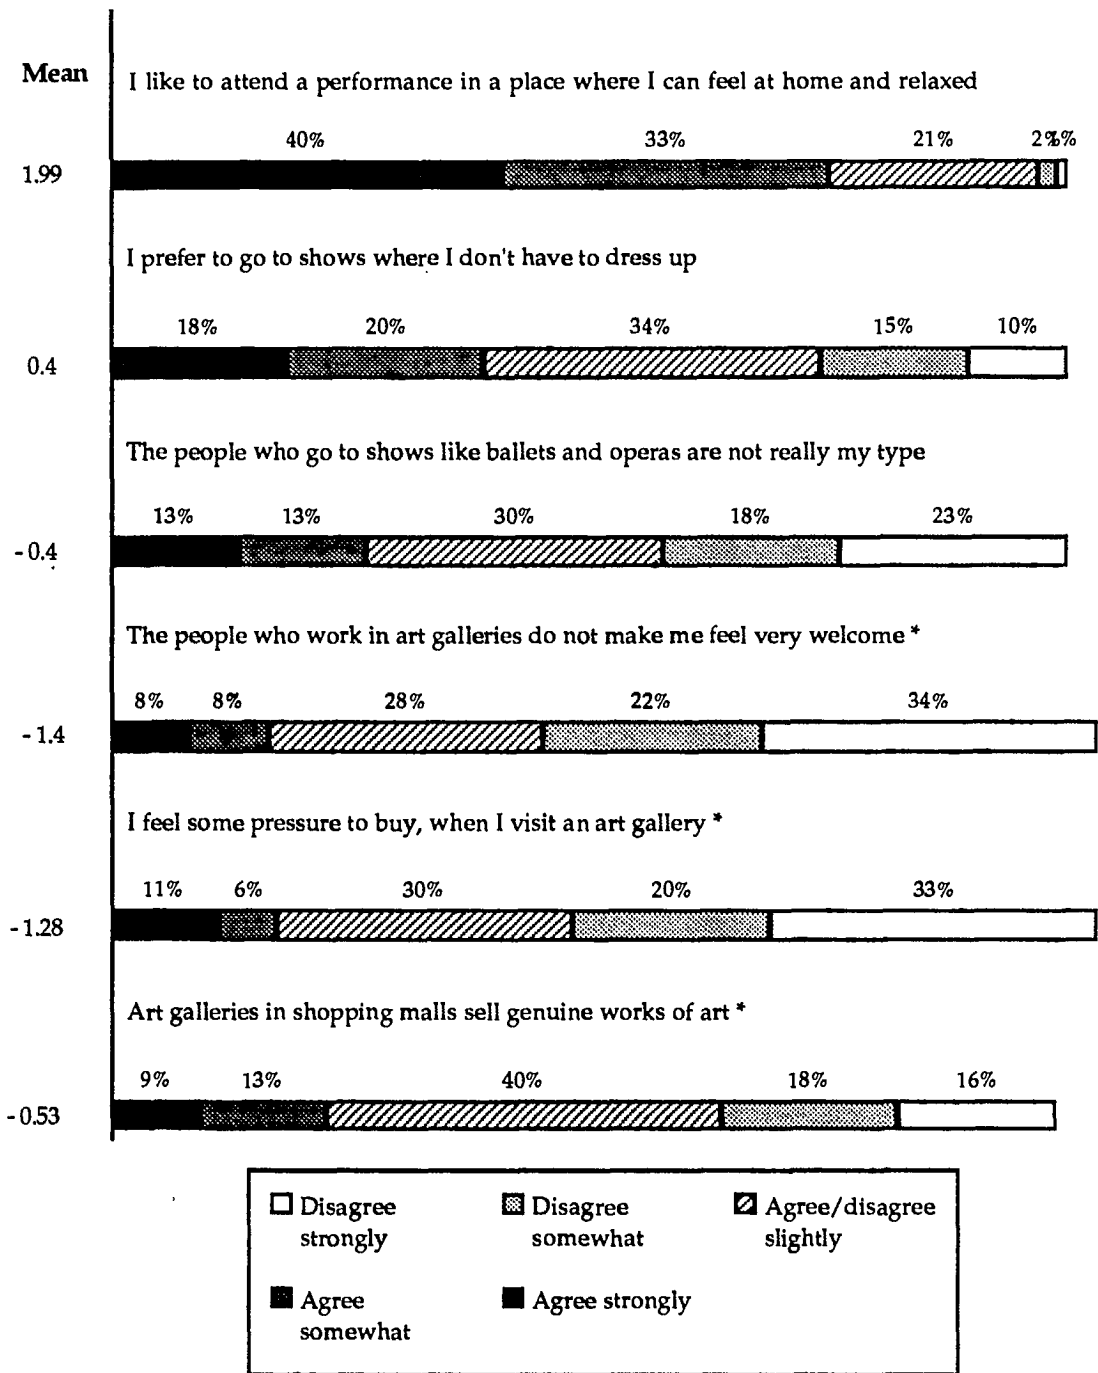 Mean
I like to attend a performance in a place where I can feel at home and relaxed
40% 33% 21% 2% 1%
1.99
I prefer to go to shows where I don't have to dress up
18% 20% 34% 15% 10%
0.4
The people who go to shows like ballets and operas are not really my type
13% 13% 30% 18% 23%
- 0.4
The people who work in art galleries do not make me feel very welcome *
8% 8% 28% 22% 34%
- 1.4
I feel some pressure to buy, when I visit an art gallery *
11% 6% 30% 20% 33%
- 1.28
Art galleries in shopping malls sell genuine works of art *
9% 13% 40% 18% 16%
- 0.53
Disagree strongly
Disagree somewhat
Agree/disagree slightly
Agree somewhat
Agree strongly